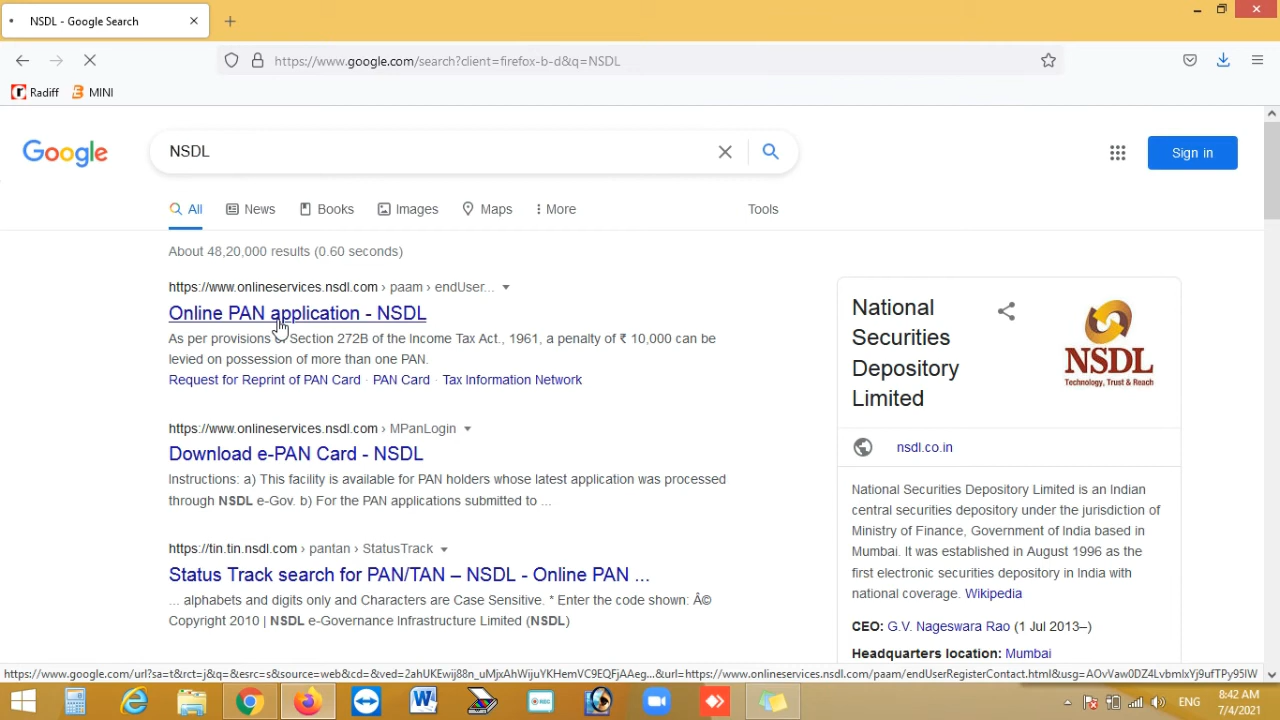 NSDL - Google Search
https://www.google.com/search?client=firefox-b-d&q=NSDL
Radiff
MINI
Google
NSDL
Sign in
All
News
Books
Images
Maps
More
Tools
About 48,20,000 results (0.60 seconds)
https://www.onlineservices.nsdl.com › paam › endUser...
Online PAN application - NSDL
As per provisions of Section 272B of the Income Tax Act., 1961, a penalty of ₹ 10,000 can be
levied on possession of more than one PAN.
Request for Reprint of PAN Card · PAN Card · Tax Information Network
https://www.onlineservices.nsdl.com › MPanLogin
Download e-PAN Card - NSDL
Instructions: a) This facility is available for PAN holders whose latest application was processed
through NSDL e-Gov. b) For the PAN applications submitted to ...
https://tin.tin.nsdl.com › pantan › StatusTrack
Status Track search for PAN/TAN – NSDL - Online PAN ...
... alphabets and digits only and Characters are Case Sensitive. * Enter the code shown: Â©
Copyright 2010 | NSDL e-Governance Infrastructure Limited (NSDL)
National
Securities
Depository
Limited
NSDL
Technology, Trust & Reach
nsdl.co.in
National Securities Depository Limited is an Indian
central securities depository under the jurisdiction of
Ministry of Finance, Government of India based in
Mumbai. It was established in August 1996 as the
first electronic securities depository in India with
national coverage. Wikipedia
CEO: G.V. Nageswara Rao (1 Jul 2013–)
Headquarters location: Mumbai
ENG
8:42 AM
7/4/2021